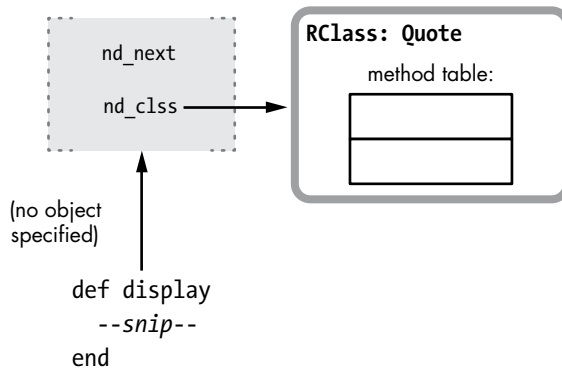 nd_next
nd_clss
RClass: Quote
method table:
(no object
specified)
def display
--snip--
end